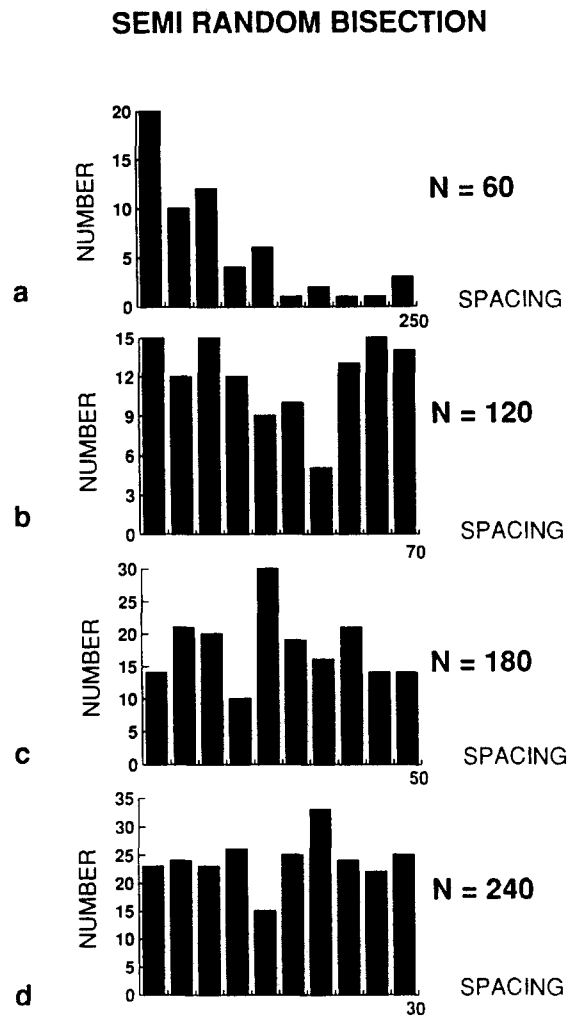 SEMI RANDOM BISECTION
20
15
10
5
0
NUMBER
N = 60
a
SPACING
250
15
12
9
6
3
0
NUMBER
N = 120
b
SPACING
70
30
25
20
15
10
5
0
NUMBER
N = 180
c
SPACING
50
35
30
25
20
15
10
5
0
NUMBER
N = 240
d
SPACING
30